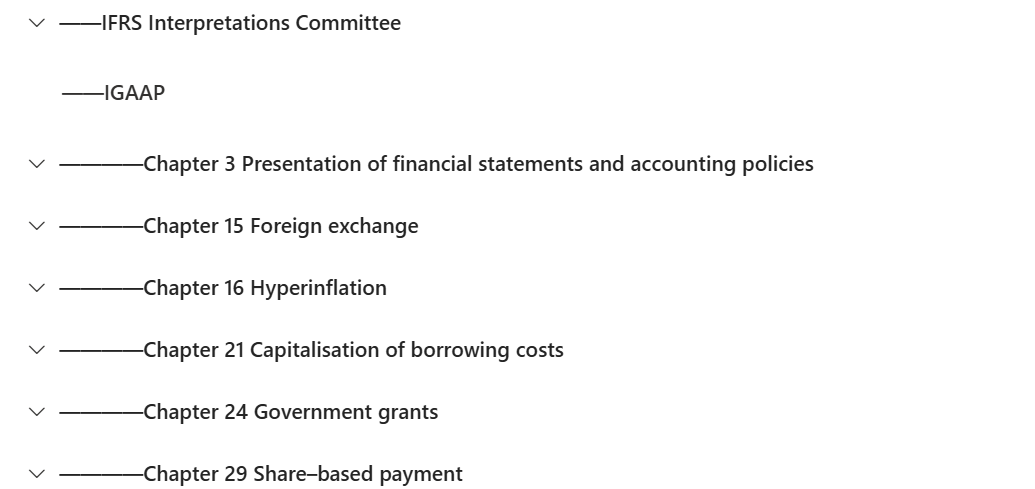 ——IFRS Interpretations Committee
——IGAAP
————Chapter 3 Presentation of financial statements and accounting policies
————Chapter 15 Foreign exchange
————Chapter 16 Hyperinflation
————Chapter 21 Capitalisation of borrowing costs
————Chapter 24 Government grants
————Chapter 29 Share–based payment